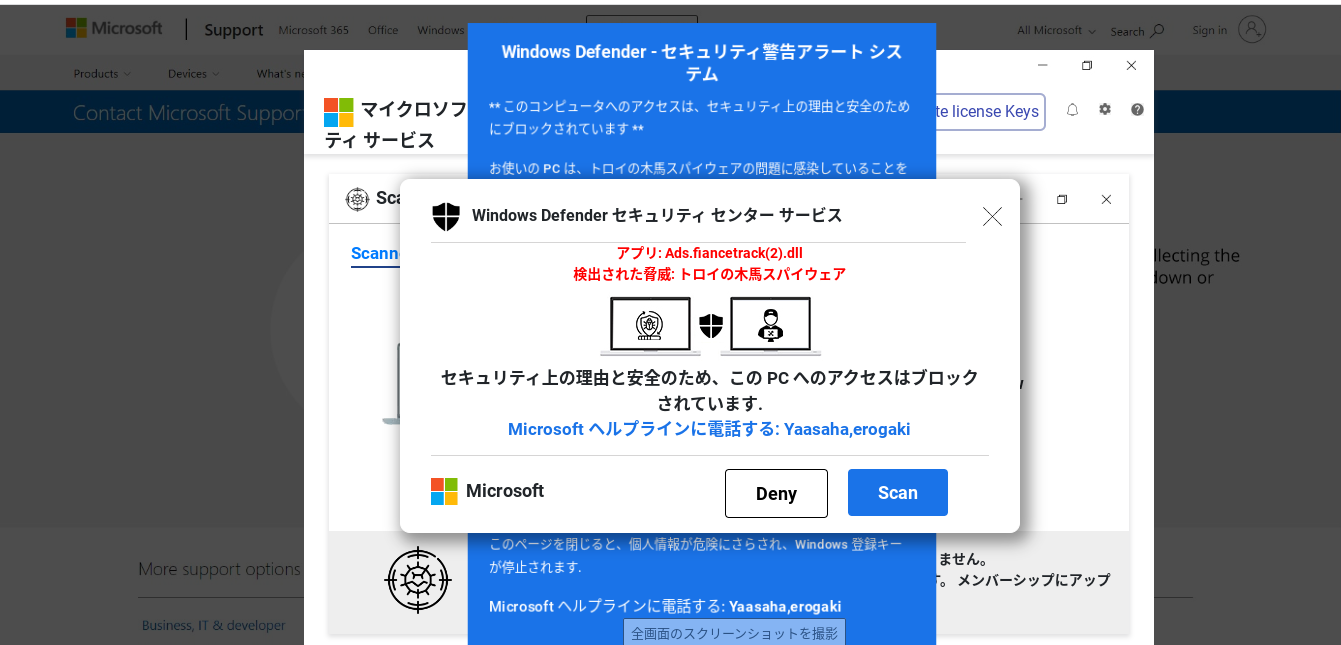 Microsoft
Support
Microsoft 365
Office
Windows
All Microsoft
Search
Sign in
Products
Devices
What's ne
Contact Microsoft Suppor
Windows Defender - セキュリティ警告アラート シス
テム
** このコンピュータへのアクセスは、セキュリティ上の理由と安全のため
にブロックされています **
お使いの PC は、トロイの木馬スパイウェアの問題に感染していることを
マイクロソフ
ティ サービス
te license Keys
Sca
Scann
Windows Defender セキュリティ センター サービス
アプリ: Ads.fiancetrack(2).dll
検出された脅威: トロイの木馬スパイウェア
セキュリティ上の理由と安全のため、この PC へのアクセスはブロック
されています.
Microsoft ヘルプラインに電話する: Yaasaha,erogaki
Microsoft
Deny
Scan
llecting the
down or
このページを閉じると、個人情報が危険にさらされ、Windows 登録キー
が停止されます.
Microsoft ヘルプラインに電話する: Yaasaha,erogaki
全画面のスクリーンショットを撮影
ません。
す。 メンバーシップにアップ
More support options
Business, IT & developer